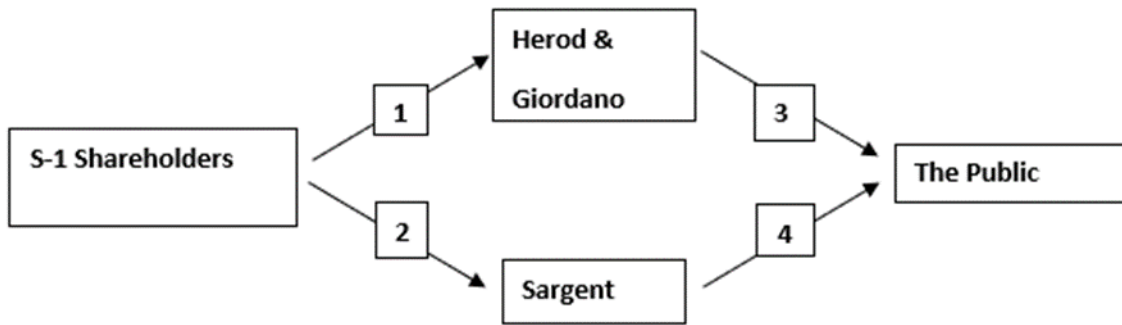 Herod &
Giordano
1
3
S-1 Shareholders
The Public
2
4
Sargent